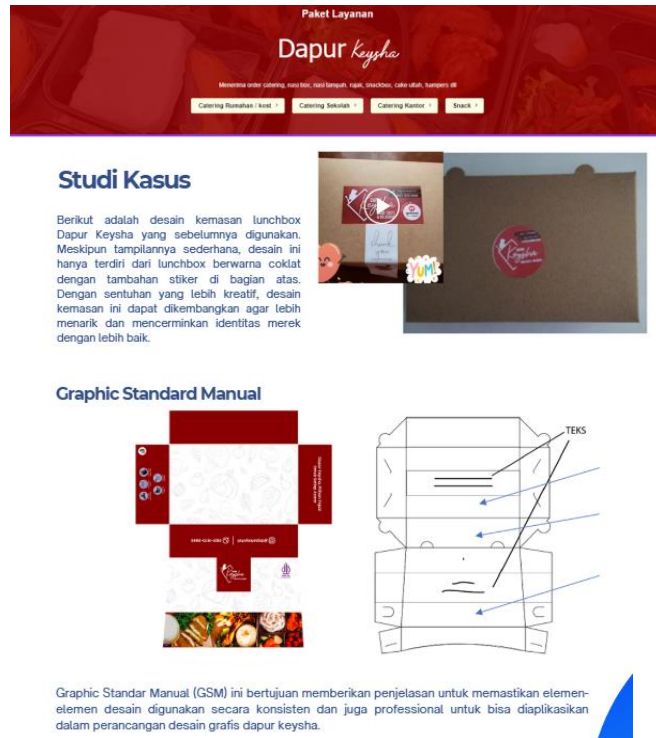 Paket Layanan
Dapur Keysha
Menerima order catering, nasi box, nasi tampah, rujak, snackbox, cake ultah, hampers dll
Catering Rumahan / kost
Catering Sekolah
Catering Kantor
Snack
Studi Kasus
Berikut adalah desain kemasan lunchbox
Dapur Keysha yang sebelumnya digunakan.
Meskipun tampilannya sederhana, desain ini
hanya terdiri dari lunchbox berwarna coklat
dengan tambahan stiker di bagian atas.
Dengan sentuhan yang lebih kreatif, desain
kemasan ini dapat dikembangkan agar lebih
menarik dan mencerminkan identitas merek
dengan lebih baik.
thank
you
YUM!
Keysha
Graphic Standard Manual
TEKS
Keysha
Graphic Standar Manual (GSM) ini bertujuan memberikan penjelasan untuk memastikan elemen-
elemen desain digunakan secara konsisten dan juga professional untuk bisa diaplikasikan
dalam perancangan desain grafis dapur keysha.